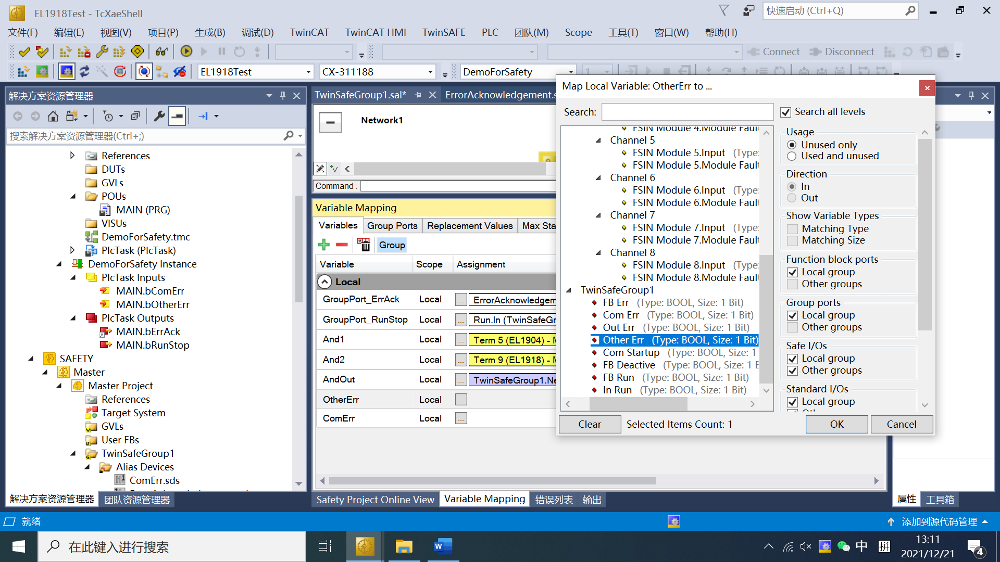 EL1918Test - TcXaeShell
快速启动 (Ctrl+Q)
文件(F) 编辑(E) 视图(V) 项目(P) 生成(B) 调试(D) TwinCAT TwinCAT HMI TwinSAFE PLC 团队(M) Scope 工具(T) 窗口(W) 帮助(H)
Connect Disconnect
EL1918Test CX-311188 DemoForSafety 1
解决方案资源管理器
搜索解决方案资源管理器(Ctrl+;)
References
DUTs
GVLs
POUs
MAIN (PRG)
VISUs
DemoForSafety.tmc
PlcTask (PlcTask)
DemoForSafety Instance
PlcTask Inputs
MAIN.bComErr
MAIN.bOtherErr
PlcTask Outputs
MAIN.bErrAck
MAIN.bRunStop
SAFETY
Master
Master Project
References
Target System
GVLs
User FBs
TwinSafeGroup1
Alias Devices
ComErr.sds
解决方案资源管理器 团队资源管理器
TwinSafeGroup1.sal* ErrorAcknowledgement.s
Network1
Command :
Variable Mapping
Variables Group Ports Replacement Values Max Sta
Group
Variable Scope Assignment
Local
GroupPort_ErrAck Local ... ErrorAcknowledgem
GroupPort_RunStop Local ... Run.In (TwinSafeGr
And1 Local ... Term 5 (EL1904) - M
And2 Local ... Term 9 (EL1918) - M
AndOut Local ... TwinSafeGroup1.Ne
OtherErr Local ...
ComErr Local ...
Safety Project Online View Variable Mapping 错误列表 输出
Map Local Variable: OtherErr to ...
Search: Search all levels
FSIN Module 4.Module Faul
Channel 5
FSIN Module 5.Input (Type:
FSIN Module 5.Module Faul
Channel 6
FSIN Module 6.Input (Type:
FSIN Module 6.Module Faul
Channel 7
FSIN Module 7.Input (Type:
FSIN Module 7.Module Faul
Channel 8
FSIN Module 8.Input (Type:
FSIN Module 8.Module Faul
TwinSafeGroup1
FB Err (Type: BOOL, Size: 1 Bit)
Com Err (Type: BOOL, Size: 1 Bit)
Out Err (Type: BOOL, Size: 1 Bit)
Other Err (Type: BOOL, Size: 1 Bit)
Com Startup (Type: BOOL, Size: 1
FB Deactive (Type: BOOL, Size: 1 B
FB Run (Type: BOOL, Size: 1 Bit)
In Run (Type: BOOL, Size: 1 Bit)
Usage
Unused only
Used and unused
Direction
In
Out
Show Variable Types
Matching Type
Matching Size
Function block ports
Local group
Other groups
Group ports
Local group
Other groups
Safe I/Os
Local group
Other groups
Standard I/Os
Local group
Clear Selected Items Count: 1 OK Cancel
属性 工具箱
就绪 添加到源代码管理
在此键入进行搜索
中 拼
13:11
2021/12/21
4